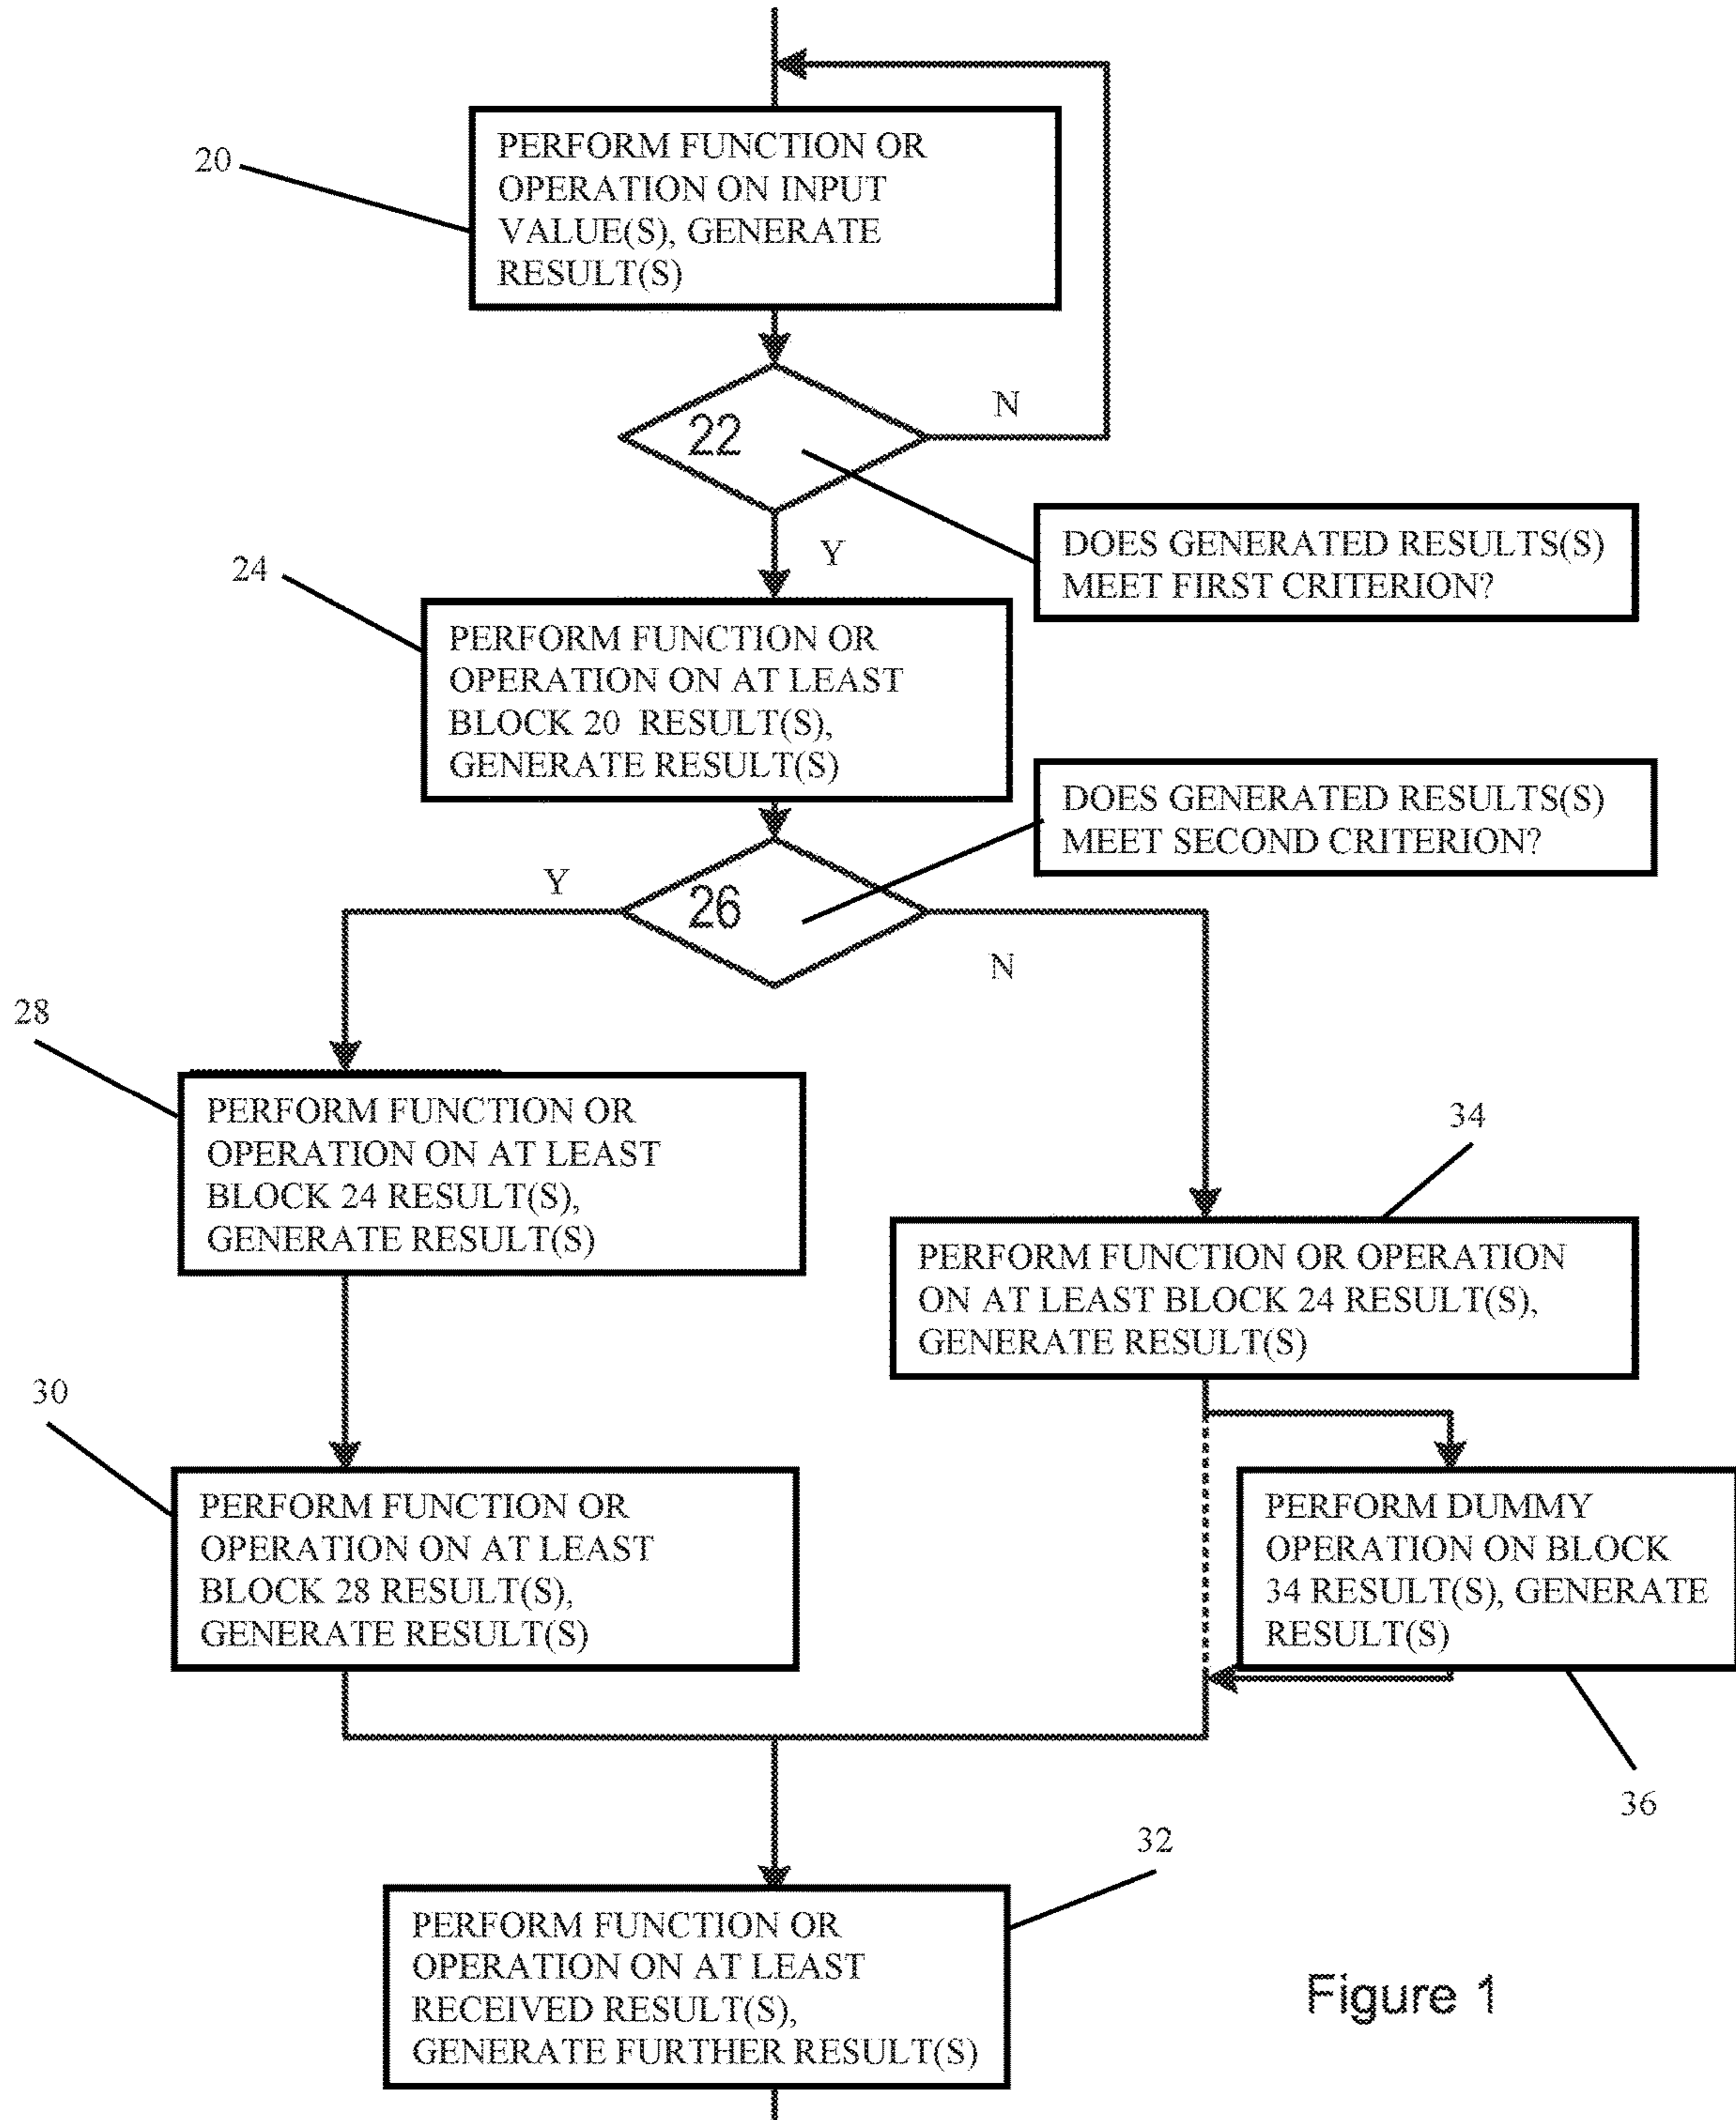 20
PERFORM FUNCTION OR
OPERATION ON INPUT
VALUE(S), GENERATE
RESULT(S)
22
N
Y
DOES GENERATED RESULTS(S)
MEET FIRST CRITERION?
24
PERFORM FUNCTION OR
OPERATION ON AT LEAST
BLOCK 20 RESULT(S),
GENERATE RESULT(S)
DOES GENERATED RESULTS(S)
MEET SECOND CRITERION?
Y
26
N
28
PERFORM FUNCTION OR
OPERATION ON AT LEAST
BLOCK 24 RESULT(S),
GENERATE RESULT(S)
34
PERFORM FUNCTION OR OPERATION
ON AT LEAST BLOCK 24 RESULT(S),
GENERATE RESULT(S)
30
PERFORM FUNCTION OR
OPERATION ON AT LEAST
BLOCK 28 RESULT(S),
GENERATE RESULT(S)
PERFORM DUMMY
OPERATION ON BLOCK
34 RESULT(S), GENERATE
RESULT(S)
36
32
PERFORM FUNCTION OR
OPERATION ON AT LEAST
RECEIVED RESULT(S),
GENERATE FURTHER RESULT(S)
Figure 1